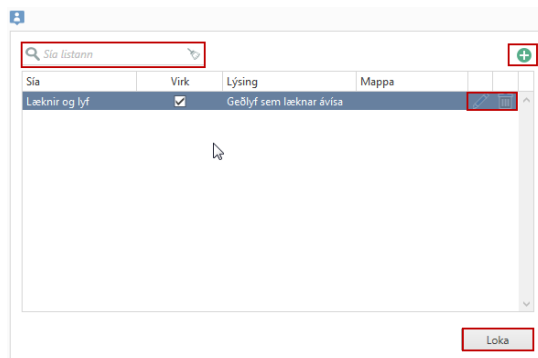 Sía listann
Sía Virk Lýsing Mappa
Læknir og lyf Geðlyf sem læknar ávísa
Loka